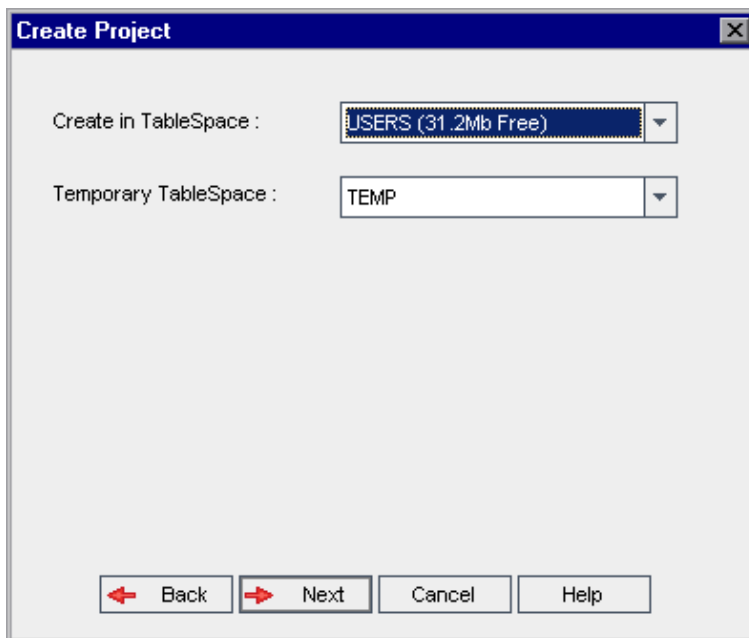 Create Project
Create in TableSpace : USERS (31.2Mb Free)
Temporary TableSpace : TEMP
Back Next Cancel Help